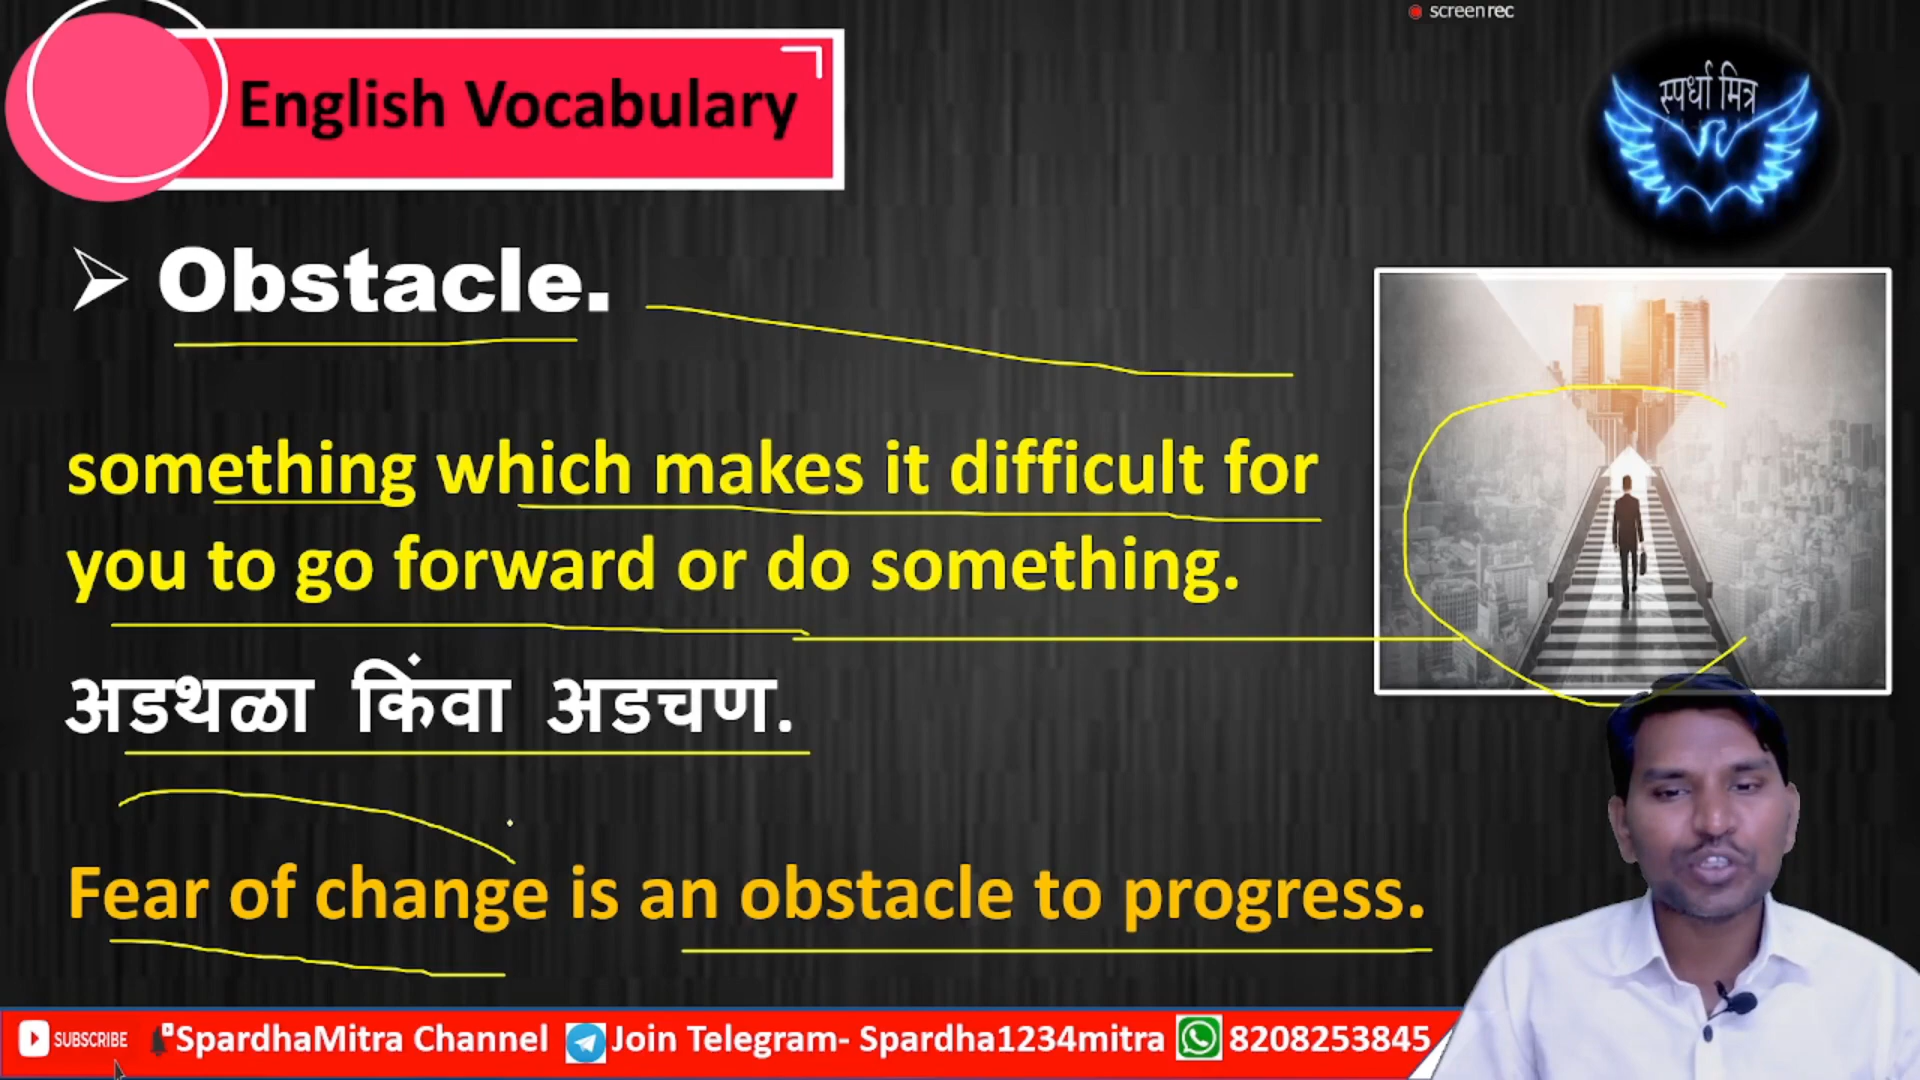 screenrec
English Vocabulary
स्पर्धा मित्र
Obstacle.
something which makes it difficult for
you to go forward or do something.
अडथळा किंवा अडचण.
Fear of change is an obstacle to progress.
SUBSCRIBE SpardhaMitra Channel Join Telegram- Spardha1234mitra 8208253845